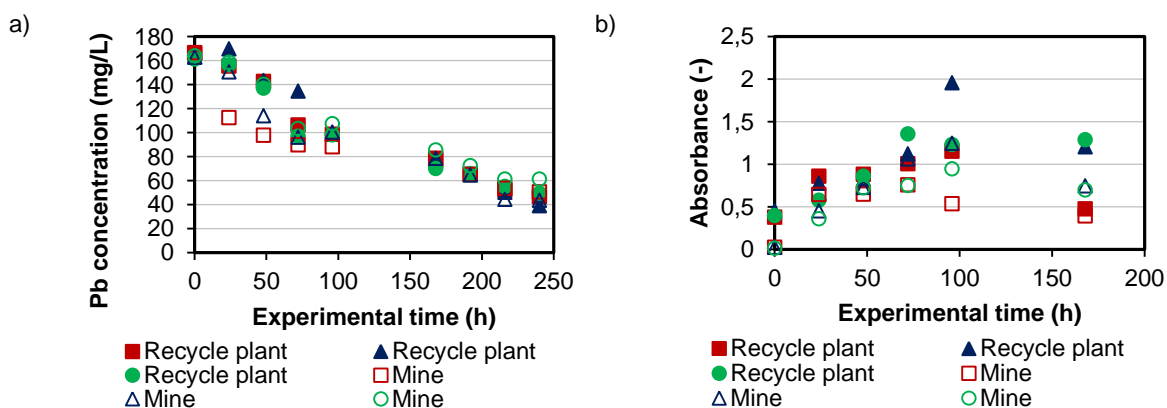 a)
Pb concentration (mg/L)
180
160
140
120
100
80
60
40
20
0
0 50 100 150 200 250
Experimental time (h)
Recycle plant Recycle plant
Recycle plant Mine
Mine Mine
b)
Absorbance (-)
2,5
2
1,5
1
0,5
0
0 50 100 150 200
Experimental time (h)
Recycle plant Recycle plant
Recycle plant Mine
Mine Mine